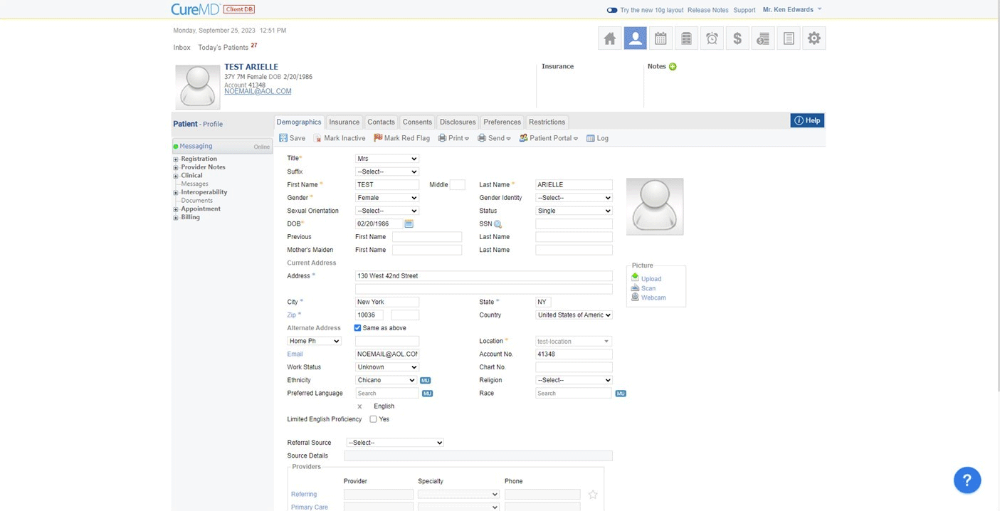 CureMD Client DB Try the new 10g layout Release Notes Support Mr. Ken Edwards
Monday, September 25, 2023 12:51 PM
Inbox Today's Patients 27
TEST ARIELLE
37Y 7M Female DOB 2/20/1986
Account 41348
NOEMAIL@AOL.COM
Insurance
Notes
Patient - Profile
Demographics Insurance Contacts Consents Disclosures Preferences Restrictions
Help
Save Mark Inactive Mark Red Flag Print Send Patient Portal Log
Messaging Online
Registration
Provider Notes
Clinical
Messages
Interoperability
Documents
Appointment
Billing
Title* Mrs
Suffix --Select--
First Name * TEST Middle Last Name * ARIELLE
Gender * Female Gender Identity --Select--
Sexual Orientation --Select-- Status Single
DOB* 02/20/1986 SSN
Previous First Name Last Name
Mother's Maiden First Name Last Name
Current Address
Address * 130 West 42nd Street
City * New York State * NY
Zip * 10036 Country United States of Americ
Alternate Address Same as above
Home Ph Location * test-location
Email NOEMAIL@AOL.COM Account No. 41348
Work Status Unknown Chart No.
Ethnicity Chicano MU Religion --Select--
Preferred Language Search MU Race Search MU
x English
Limited English Proficiency Yes
Referral Source --Select--
Source Details
Providers
Provider Specialty Phone
Referring
Primary Care
Picture
Upload
Scan
Webcam
?